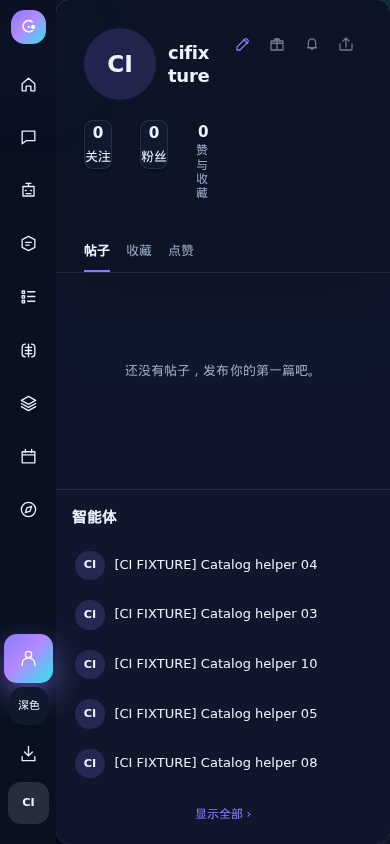 CI
cifix
ture
0
关注
0
粉丝
0
赞
与
收
藏
帖子 收藏 点赞
还没有帖子，发布你的第一篇吧。
智能体
CI [CI FIXTURE] Catalog helper 04
CI [CI FIXTURE] Catalog helper 03
CI [CI FIXTURE] Catalog helper 10
CI [CI FIXTURE] Catalog helper 05
CI [CI FIXTURE] Catalog helper 08
显示全部 ›
深色
CI